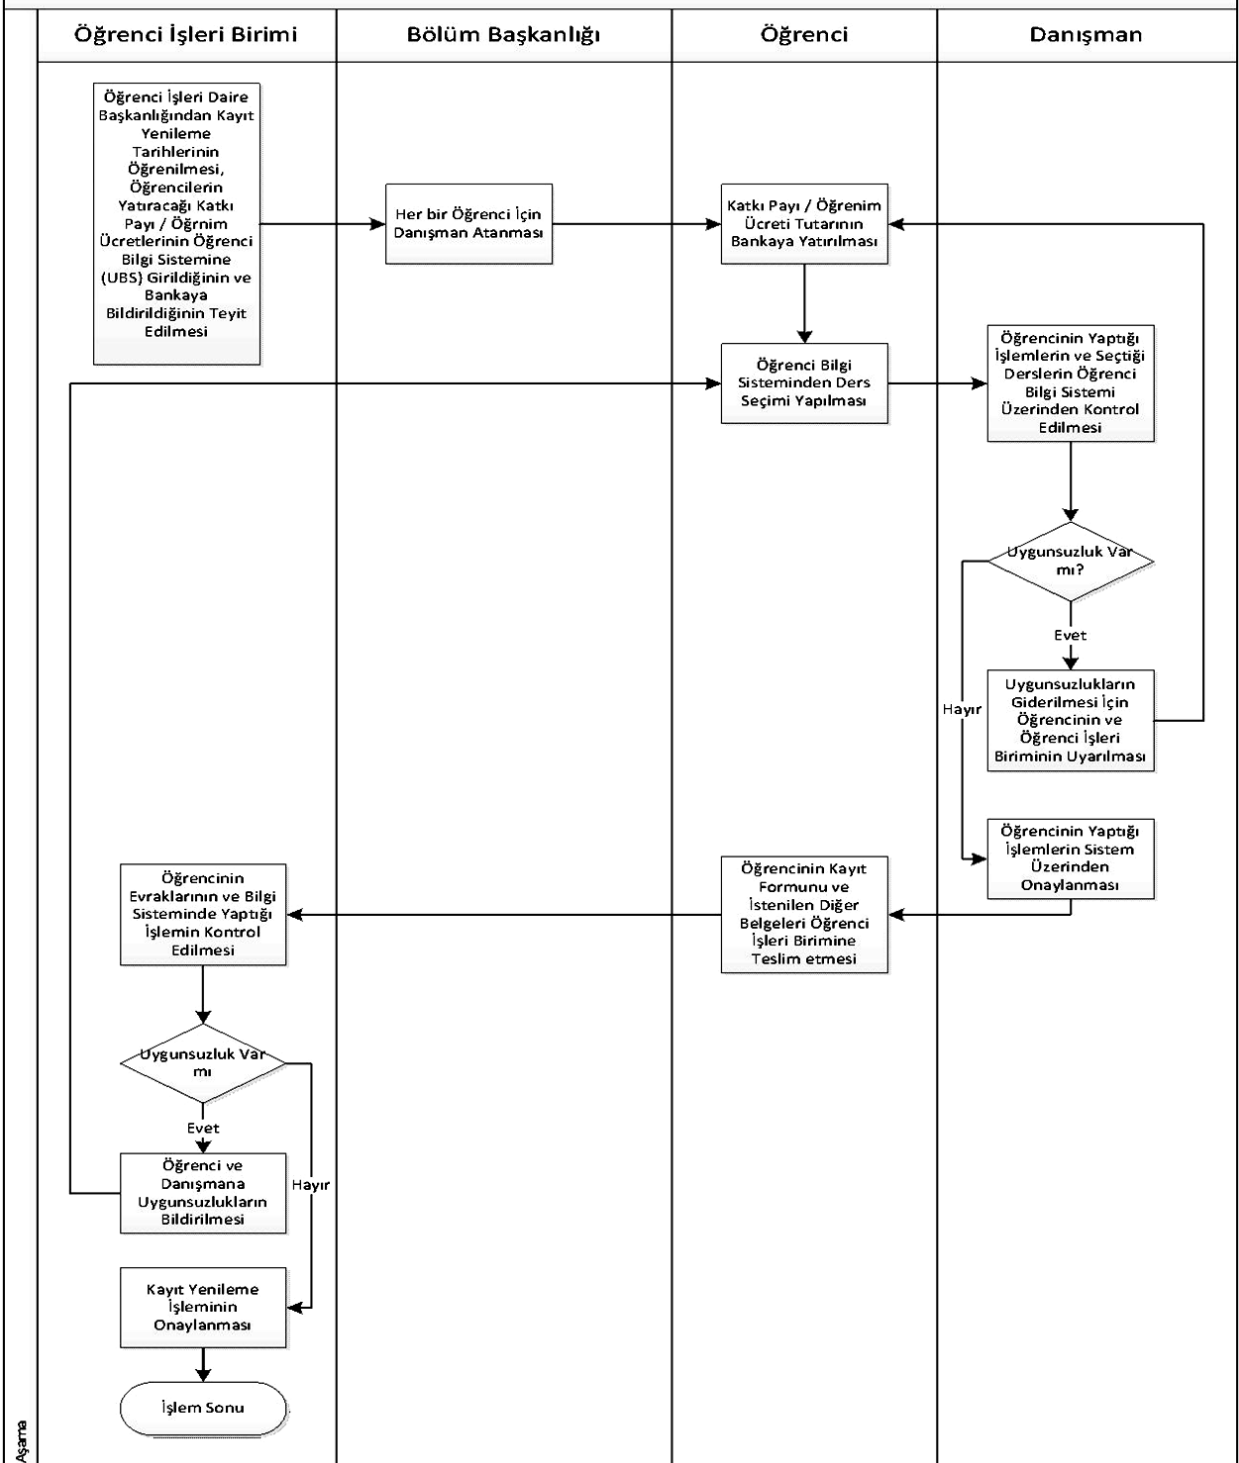 Öğrenci İşleri Birimi
Bölüm Başkanlığı
Öğrenci
Danışman
Öğrenci İşleri Daire
Başkanlığından Kayıt
Yenileme
Tarihlerinin
Öğrenilmesi,
Öğrencilerin
Yatıracağı Katkı
Payı / Öğrnim
Ücretlerinin Öğrenci
Bilgi Sistemine
(UBS) Girildiğinin ve
Bankaya
Bildirildiğinin Teyit
Edilmesi
Her bir Öğrenci İçin
Danışman Atanması
Katkı Payı / Öğrenim
Ücreti Tutarının
Bankaya Yatırılması
Öğrenci Bilgi
Sisteminden Ders
Seçimi Yapılması
Öğrencinin Yaptığı
İşlemlerin ve Seçtiği
Derslerin Öğrenci
Bilgi Sistemi
Üzerinden Kontrol
Edilmesi
Uygunsuzluk Var
mı?
Evet
Hayır
Uygunsuzlukların
Giderilmesi İçin
Öğrencinin ve
Öğrenci İşleri
Biriminin Uyarılması
Öğrencinin Yaptığı
İşlemlerin Sistem
Üzerinden
Onaylanması
Öğrencinin Kayıt
Formunu ve
İstenilen Diğer
Belgeleri Öğrenci
İşleri Birimine
Teslim etmesi
Öğrencinin
Evraklarının ve Bilgi
Sisteminde Yaptığı
İşlemin Kontrol
Edilmesi
Uygunsuzluk Var
mı
Evet
Hayır
Öğrenci ve
Danışmana
Uygunsuzlukların
Bildirilmesi
Kayıt Yenileme
İşleminin
Onaylanması
İşlem Sonu
Aşama